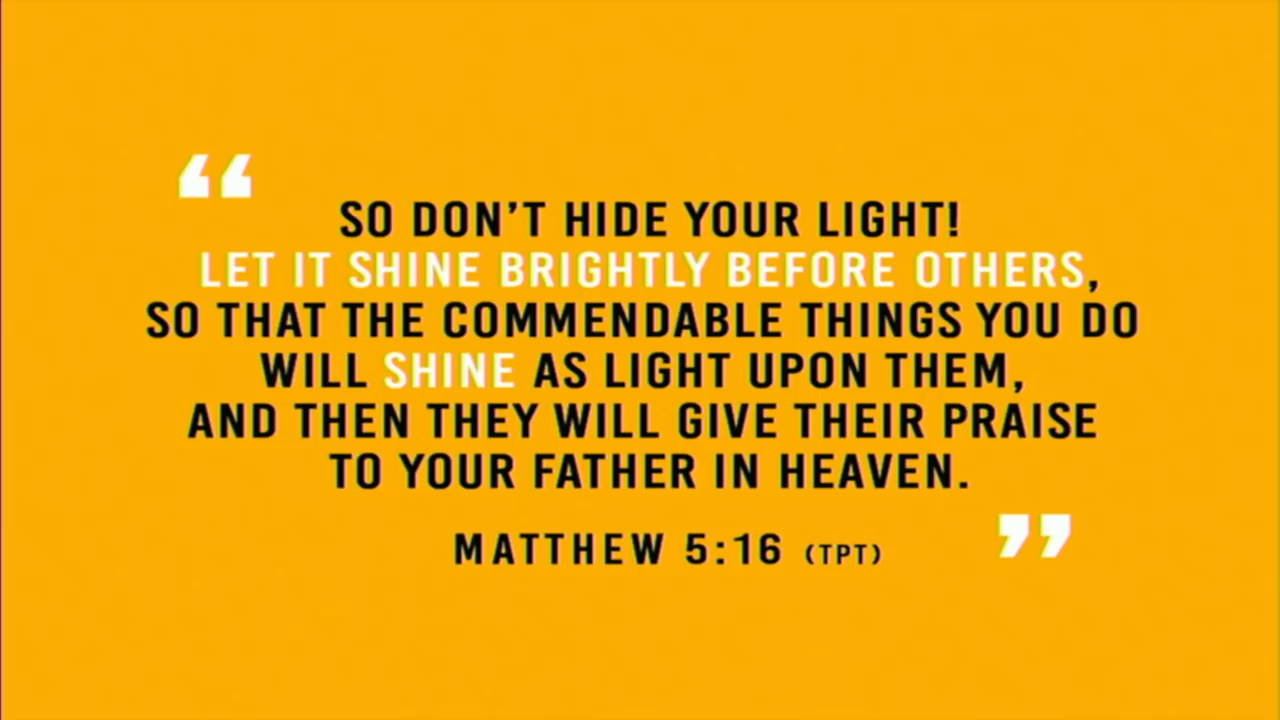 “
SO DON’T HIDE YOUR LIGHT!
LET IT SHINE BRIGHTLY BEFORE OTHERS,
SO THAT THE COMMENDABLE THINGS YOU DO
WILL SHINE AS LIGHT UPON THEM,
AND THEN THEY WILL GIVE THEIR PRAISE
TO YOUR FATHER IN HEAVEN.
MATTHEW 5:16 (TPT) ”